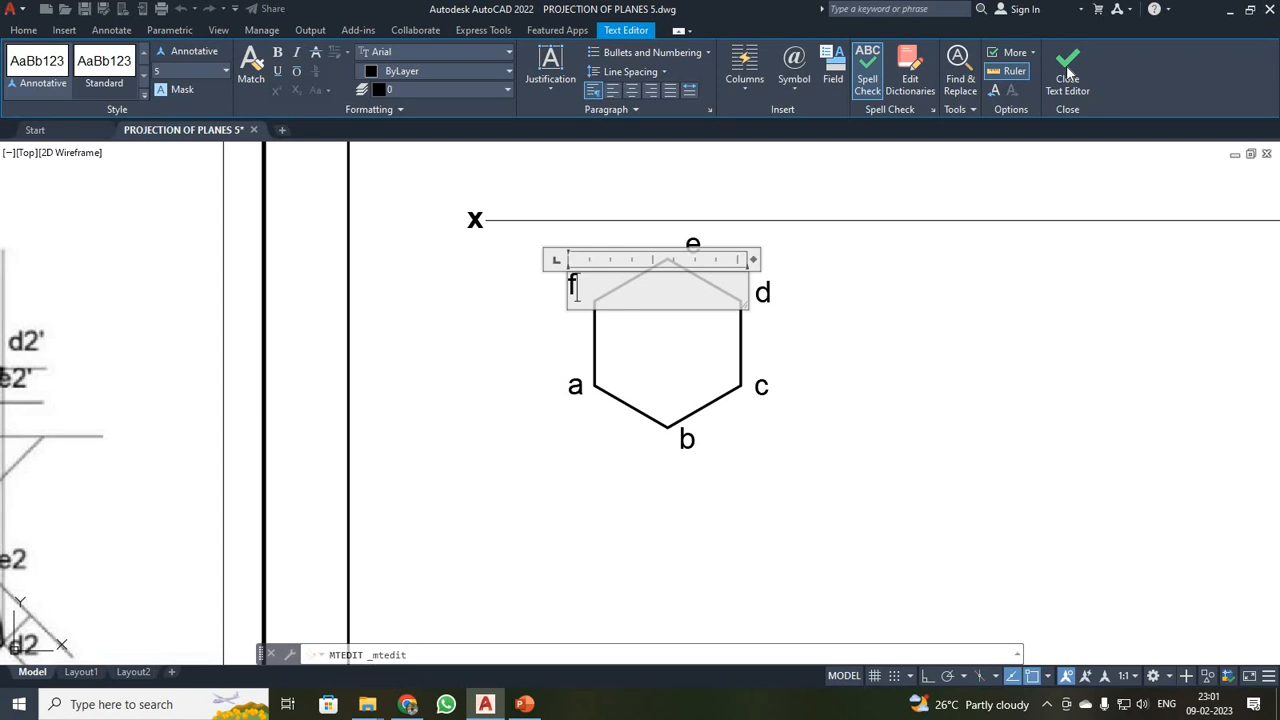 Share
Autodesk AutoCAD 2022 PROJECTION OF PLANES 5.dwg
Type a keyword or phrase
Sign In
Home Insert Annotate Parametric View Manage Output Add-ins Collaborate Express Tools Featured Apps Text Editor
AaBb123 AaBb123
Annotative Standard
Annotative
5
Mask
Style
Match
B I
U O
Arial
ByLayer
0
Formatting
Justification
Bullets and Numbering
Line Spacing
Paragraph
Columns Symbol Field
Insert
ABC
Spell
Check
Edit
Dictionaries
Spell Check
Find &
Replace
Tools
More
Ruler
Options
Close
Text Editor
Close
Start PROJECTION OF PLANES 5*
[−][Top][2D Wireframe]
x
e
f
d
a
c
b
d2'
e2'
e2
d2
Y
X
MTEDIT _mtedit
Model Layout1 Layout2
MODEL
1:1
Type here to search
26°C Partly cloudy
ENG
23:01
09-02-2023